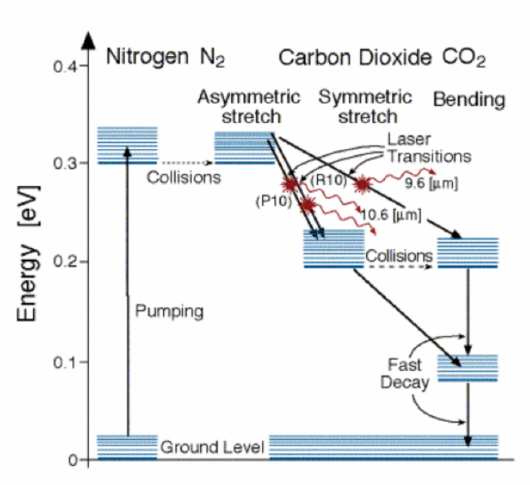 Nitrogen N2
Carbon Dioxide CO2
Asymmetric
stretch
Symmetric
stretch
Bending
Laser
Transitions
Energy [eV]
0.4
0.3
0.2
0.1
0
Collisions
(P10)
(R10)
9.6 [µm]
10.6 [µm]
Collisions
Pumping
Fast
Decay
Ground Level